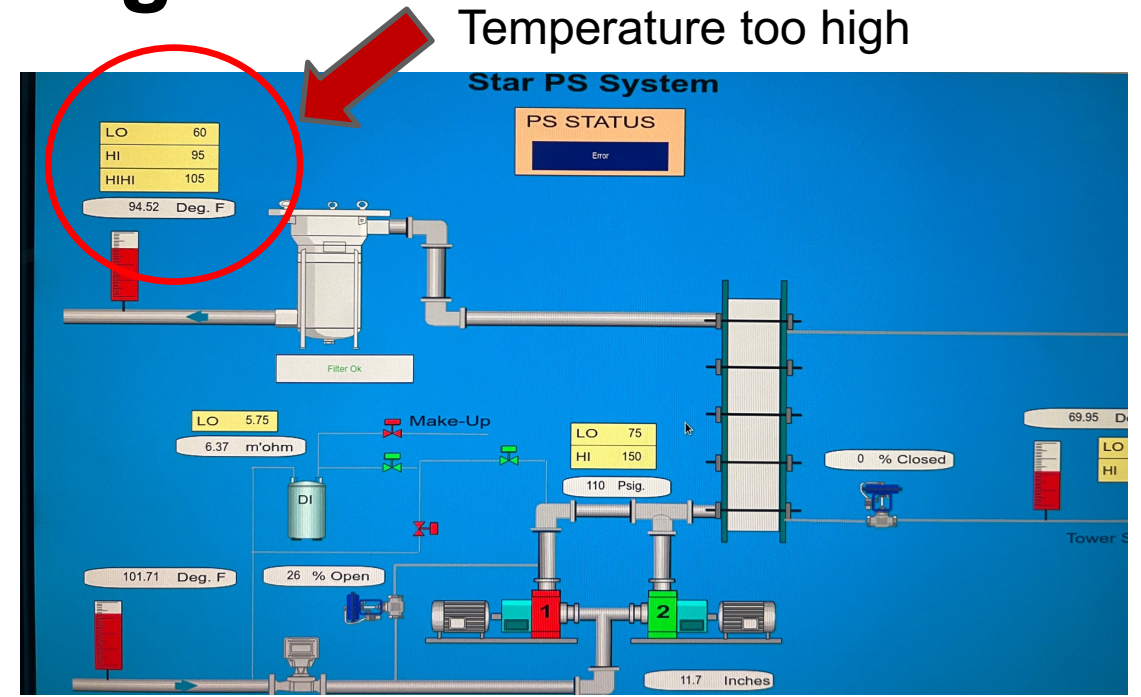 Temperature too high
Star PS System
PS STATUS
Error
LO 60
HI 95
HIHI 105
94.52 Deg. F
Filter Ok
LO 5.75
6.37 m'ohm
Make-Up
DI
LO 75
HI 150
110 Psig.
0 % Closed
69.95
LO
HI
Tower
101.71 Deg. F
26 % Open
1
2
11.7 Inches